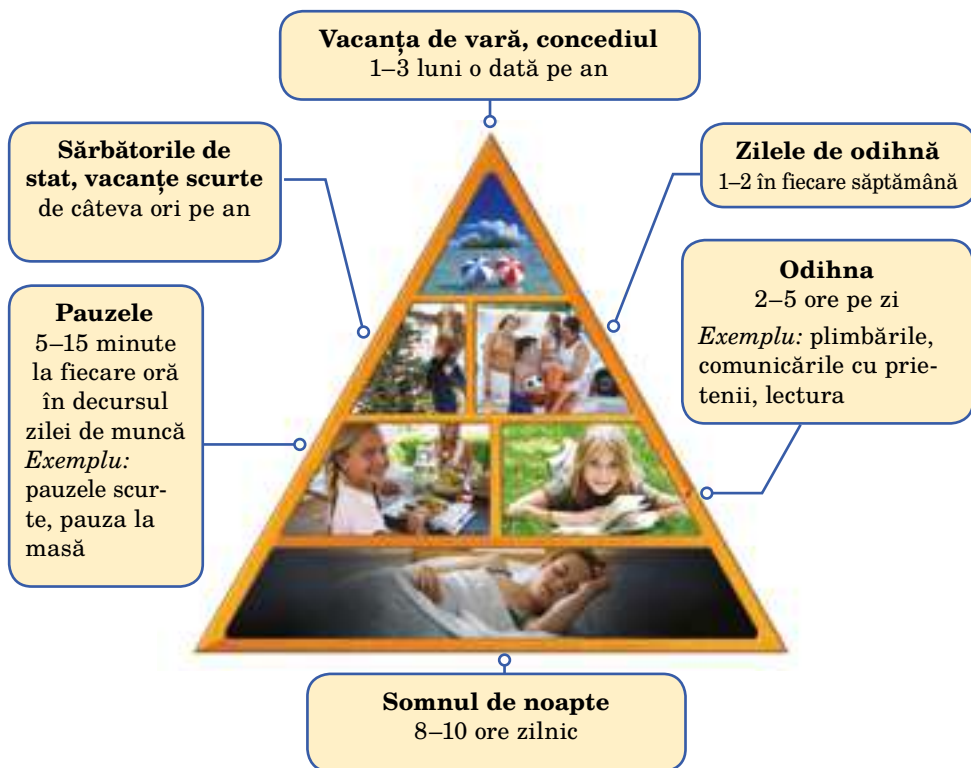 Vacanța de vară, concediul
1–3 luni o dată pe an
Sărbătorile de
stat, vacanțe scurte
de câteva ori pe an
Zilele de odihnă
1–2 în fiecare săptămână
Pauzele
5–15 minute
la fiecare oră
în decursul
zilei de muncă
Exemplu:
pauzele scur-
te, pauza la
masă
Odihna
2–5 ore pe zi
Exemplu: plimbările,
comunicările cu prie-
tenii, lectura
Somnul de noapte
8–10 ore zilnic